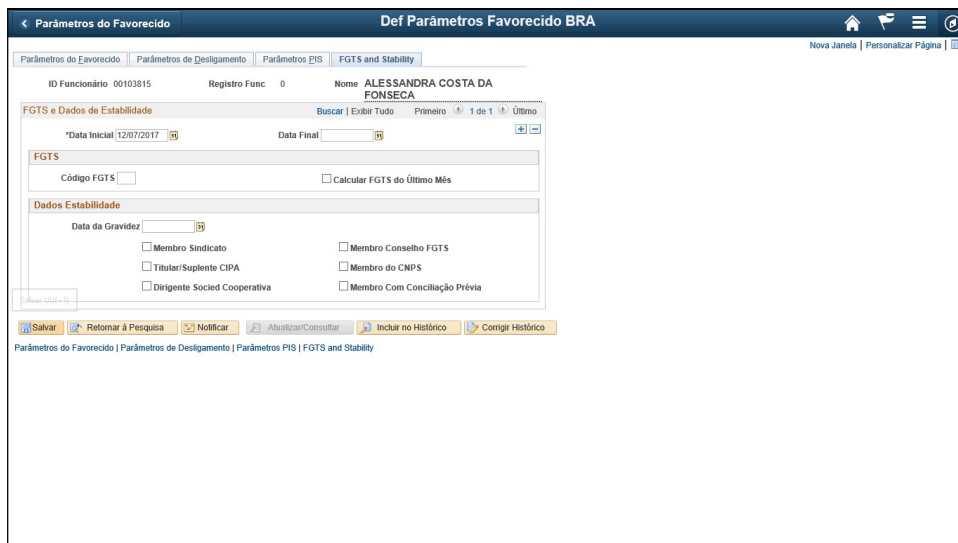 Parâmetros do Favorecido
Def Parâmetros Favorecido BRA
Nova Janela | Personalizar Página |
Parâmetros do Favorecido
Parâmetros de Desligamento
Parâmetros PIS
FGTS and Stability
ID Funcionário 00103815 Registro Func 0 Nome ALESSANDRA COSTA DA
FONSECA
FGTS e Dados de Estabilidade Buscar | Exibir Tudo Primeiro 1 de 1 Último
*Data Inicial 12/07/2017 Data Final
FGTS
Código FGTS Calcular FGTS do Último Mês
Dados Estabilidade
Data da Gravidez
Membro Sindicato Membro Conselho FGTS
Titular/Suplente CIPA Membro do CNPS
Dirigente Socied Cooperativa Membro Com Conciliação Prévia
Salvar (Alt+1)
Salvar Retornar á Pesquisa Notificar Atualizar/Consultar Incluir no Histórico Corrigir Histórico
Parâmetros do Favorecido | Parâmetros de Desligamento | Parâmetros PIS | FGTS and Stability